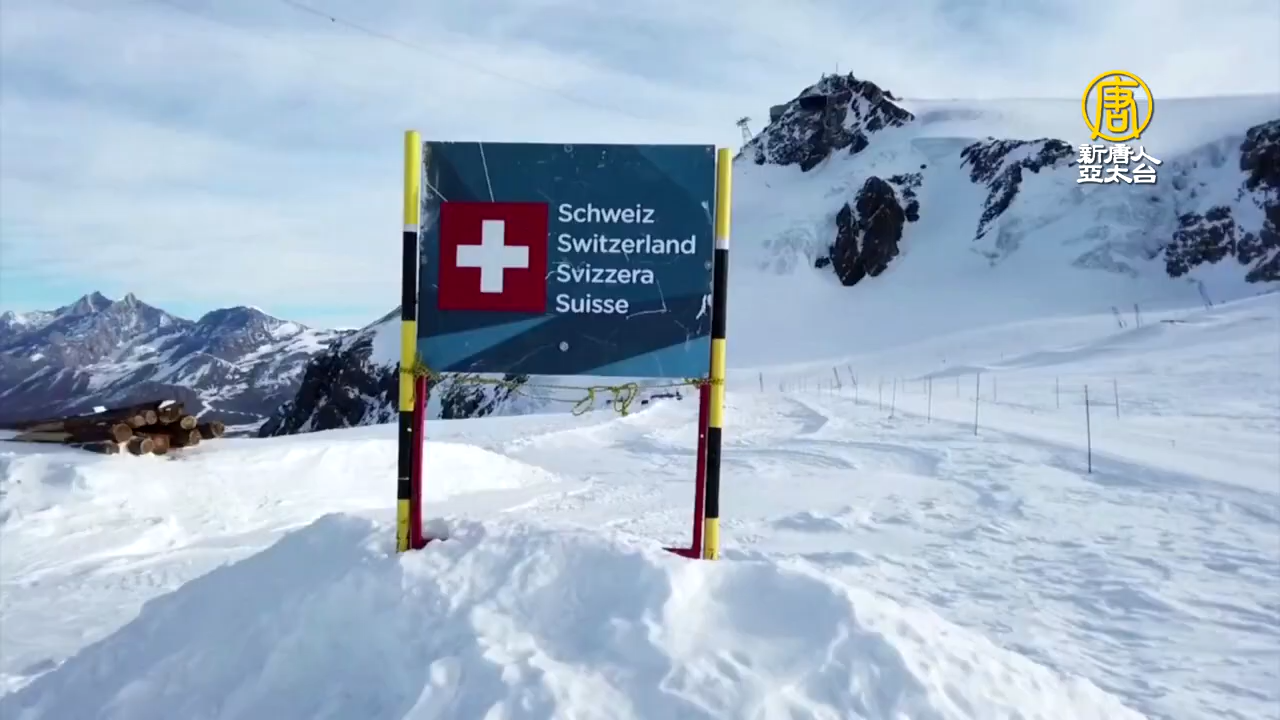 Schweiz
Switzerland
Svizzera
Suisse
唐
新唐人
亞太台